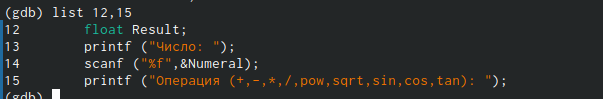 (gdb) list 12,15
12        float Result;
13        printf ("Число: ");
14        scanf ("%f",&Numeral);
15        printf ("Операция (+,-,*,/,pow,sqrt,sin,cos,tan): ");
(gdb)